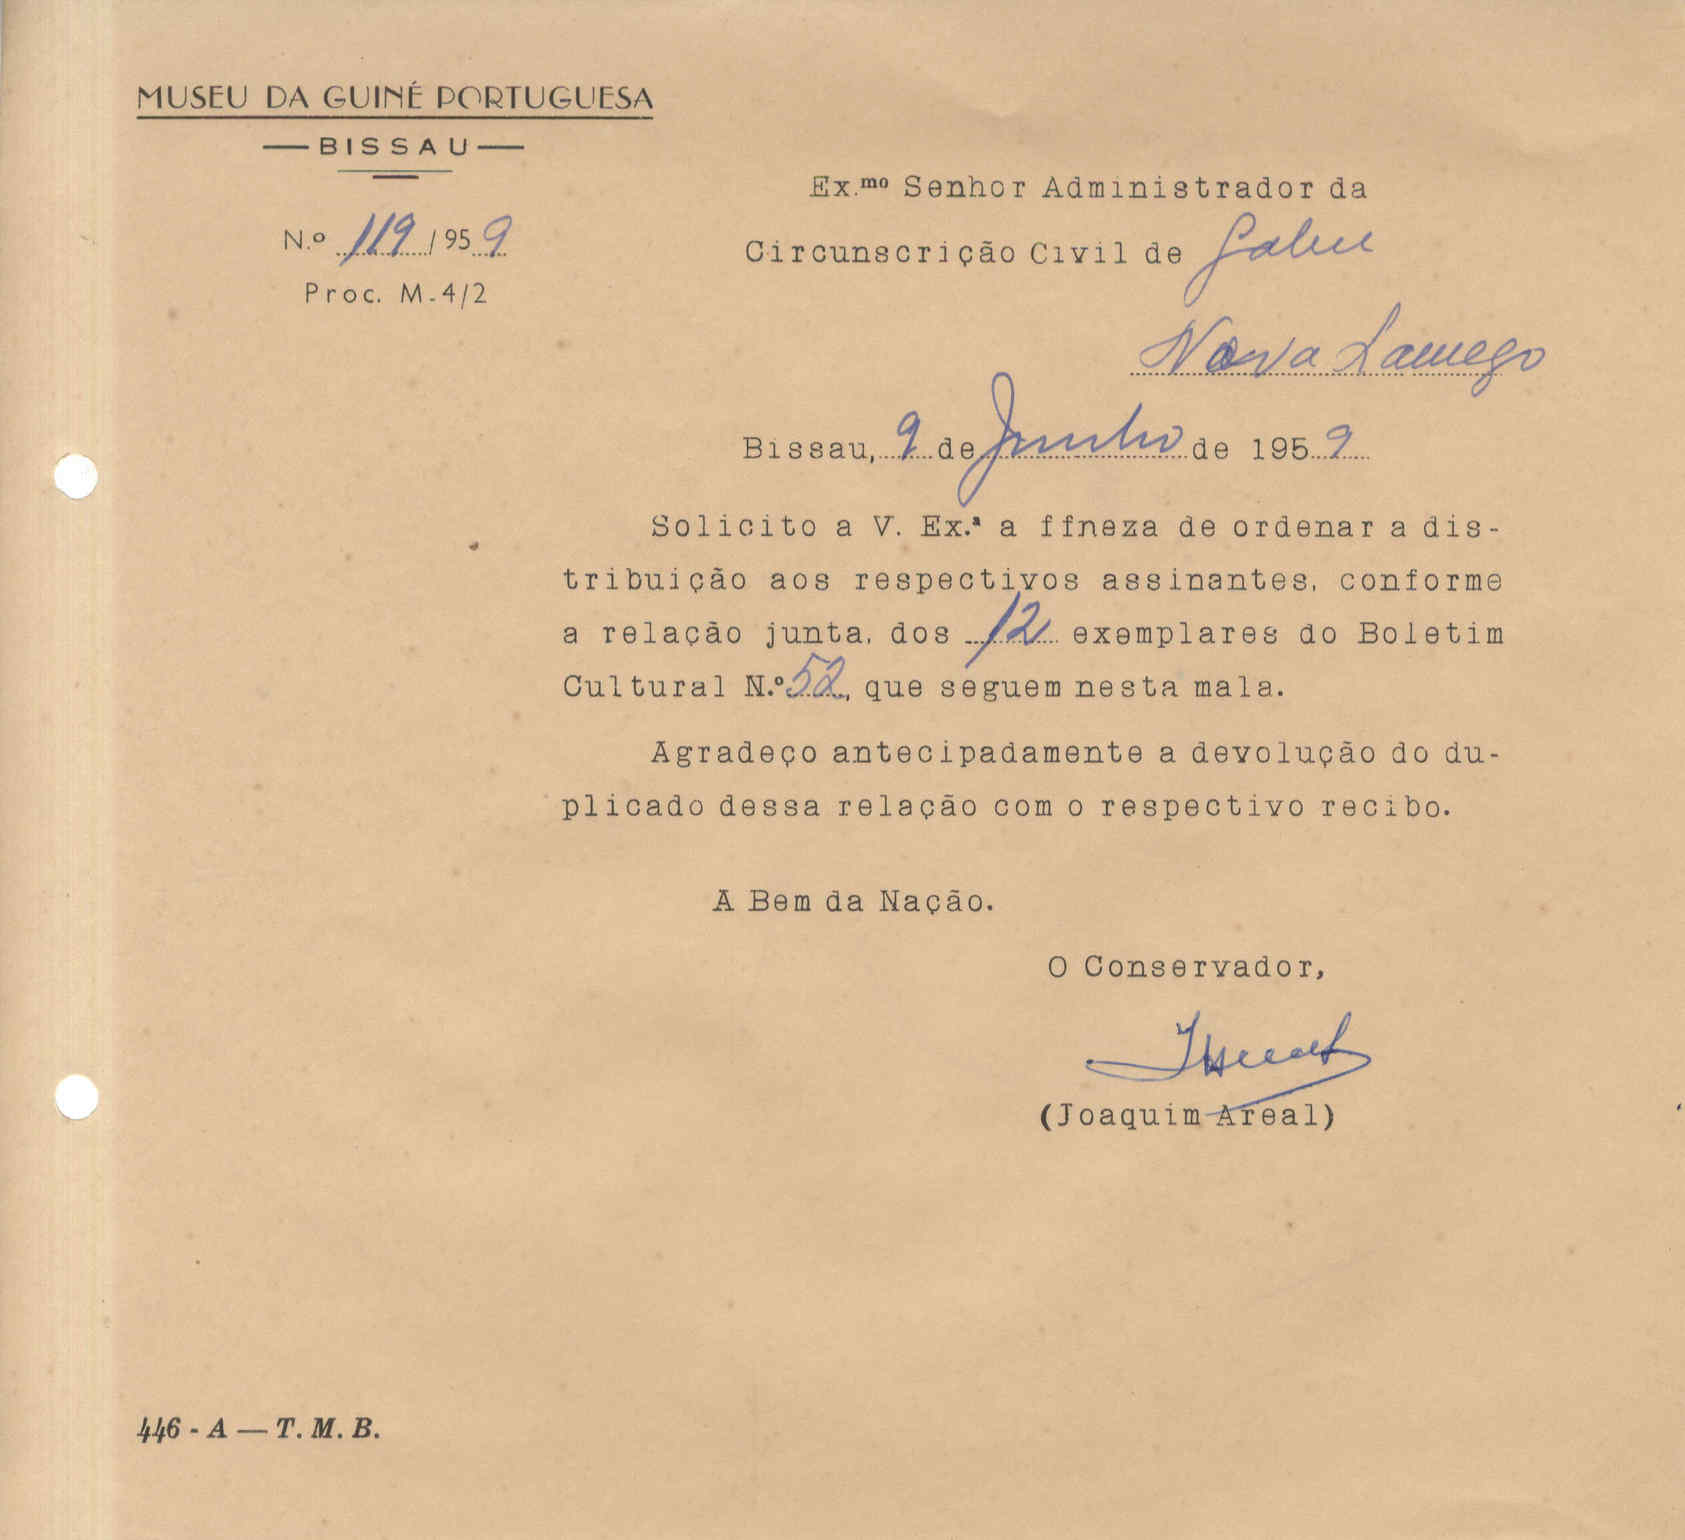 MUSEU DA GUINÉ PORTUGUESA
— BISSAU —
N.º 119/959
Proc. M-4/2
Ex.mo Senhor Administrador da
Circunscrição Civil de Gabu
Nova Lamego
Bissau, 9 de Junho de 1959
Solicito a V. Ex.ª a ffneza de ordenar a dis-
tribuição aos respectivos assinantes, conforme
a relação junta, dos 12 exemplares do Boletim
Cultural N.º 52, que seguem nesta mala.
Agradeço antecipadamente a devolução do du-
plicado dessa relação com o respectivo recibo.
A Bem da Nação.
O Conservador,
(Joaquim Areal)
446 - A — T. M. B.